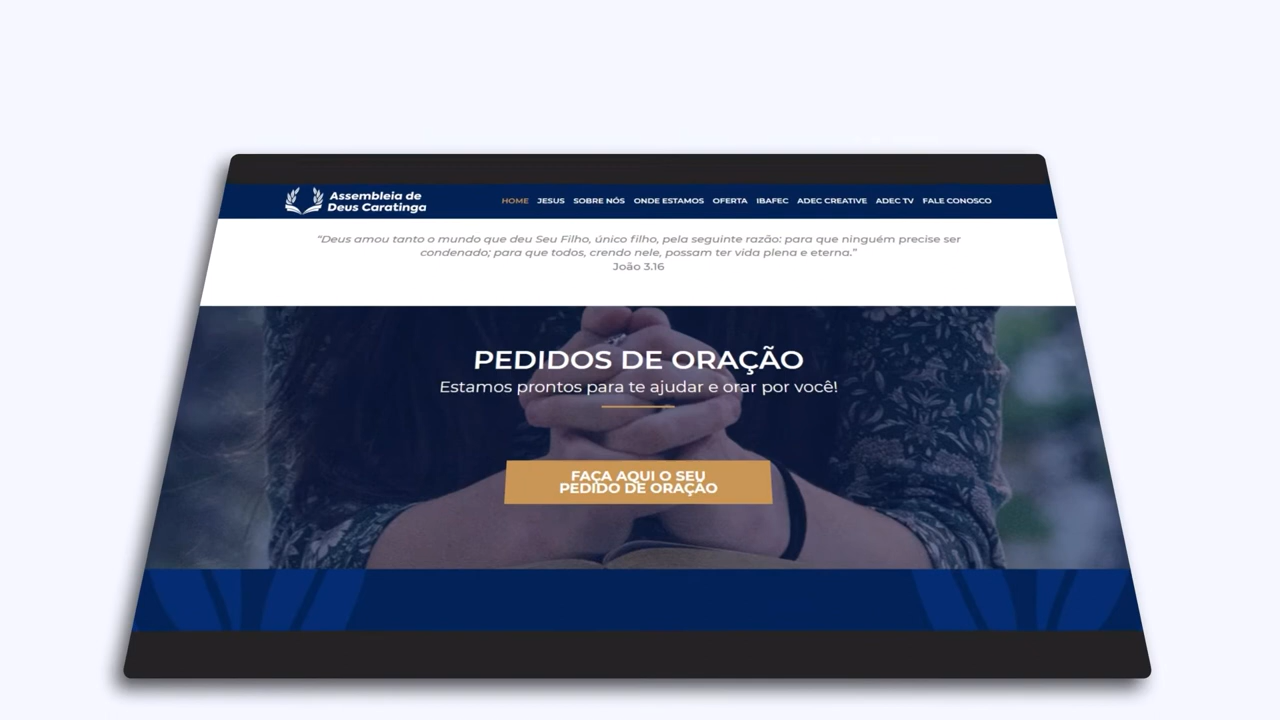 Assembleia de
Deus Caratinga
HOME JESUS SOBRE NÓS ONDE ESTAMOS OFERTA IBAFEC ADEC CREATIVE ADEC TV FALE CONOSCO
“Deus amou tanto o mundo que deu Seu Filho, único filho, pela seguinte razão: para que ninguém precise ser
condenado; para que todos, crendo nele, possam ter vida plena e eterna.”
João 3.16
PEDIDOS DE ORAÇÃO
Estamos prontos para te ajudar e orar por você!
FAÇA AQUI O SEU
PEDIDO DE ORAÇÃO